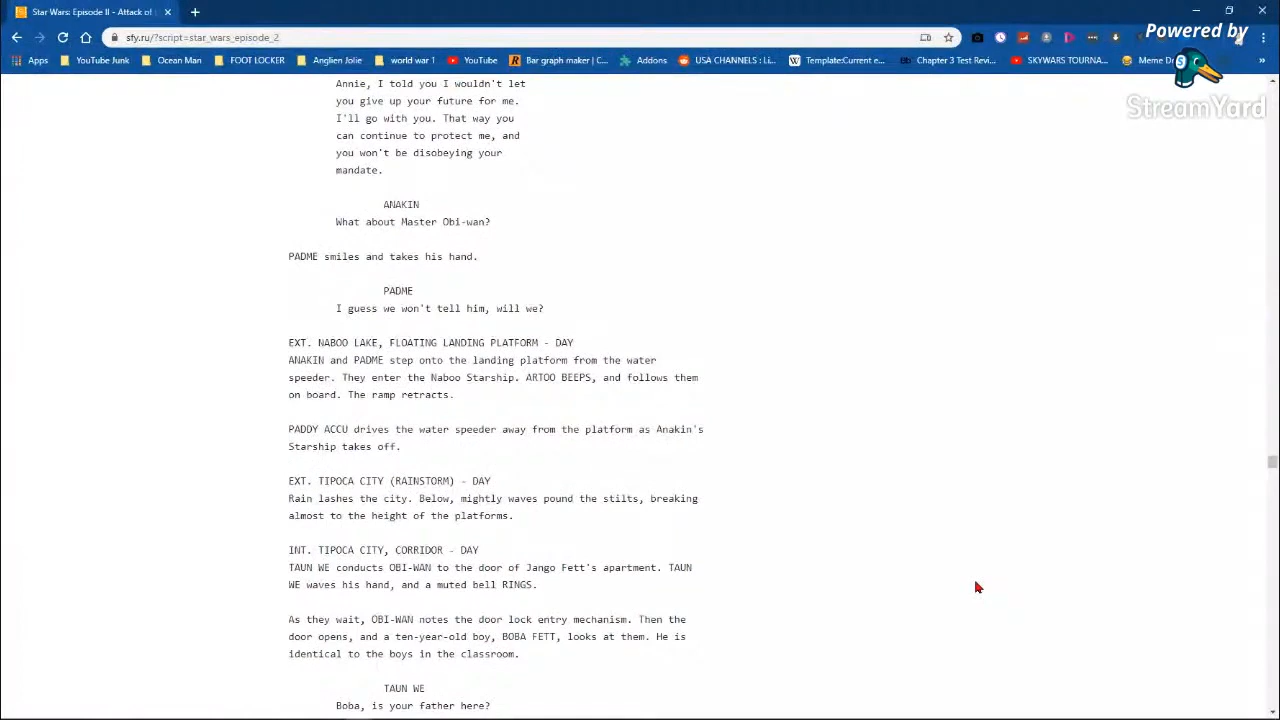 Star Wars: Episode II - Attack of
Powered by
sfy.ru/?script=star_wars_episode_2
Apps
YouTube Junk
Ocean Man
FOOT LOCKER
Anglien Jolie
world war 1
YouTube
Bar graph maker | C...
Addons
USA CHANNELS : Li...
Template:Current e...
Chapter 3 Test Revi...
SKYWARS TOURNA...
Meme
StreamYard
Annie, I told you I wouldn't let
you give up your future for me.
I'll go with you. That way you
can continue to protect me, and
you won't be disobeying your
mandate.
ANAKIN
What about Master Obi-wan?
PADME smiles and takes his hand.
PADME
I guess we won't tell him, will we?
EXT. NABOO LAKE, FLOATING LANDING PLATFORM - DAY
ANAKIN and PADME step onto the landing platform from the water
speeder. They enter the Naboo Starship. ARTOO BEEPS, and follows them
on board. The ramp retracts.
PADDY ACCU drives the water speeder away from the platform as Anakin's
Starship takes off.
EXT. TIPOCA CITY (RAINSTORM) - DAY
Rain lashes the city. Below, mightly waves pound the stilts, breaking
almost to the height of the platforms.
INT. TIPOCA CITY, CORRIDOR - DAY
TAUN WE conducts OBI-WAN to the door of Jango Fett's apartment. TAUN
WE waves his hand, and a muted bell RINGS.
As they wait, OBI-WAN notes the door lock entry mechanism. Then the
door opens, and a ten-year-old boy, BOBA FETT, looks at them. He is
identical to the boys in the classroom.
TAUN WE
Boba, is your father here?